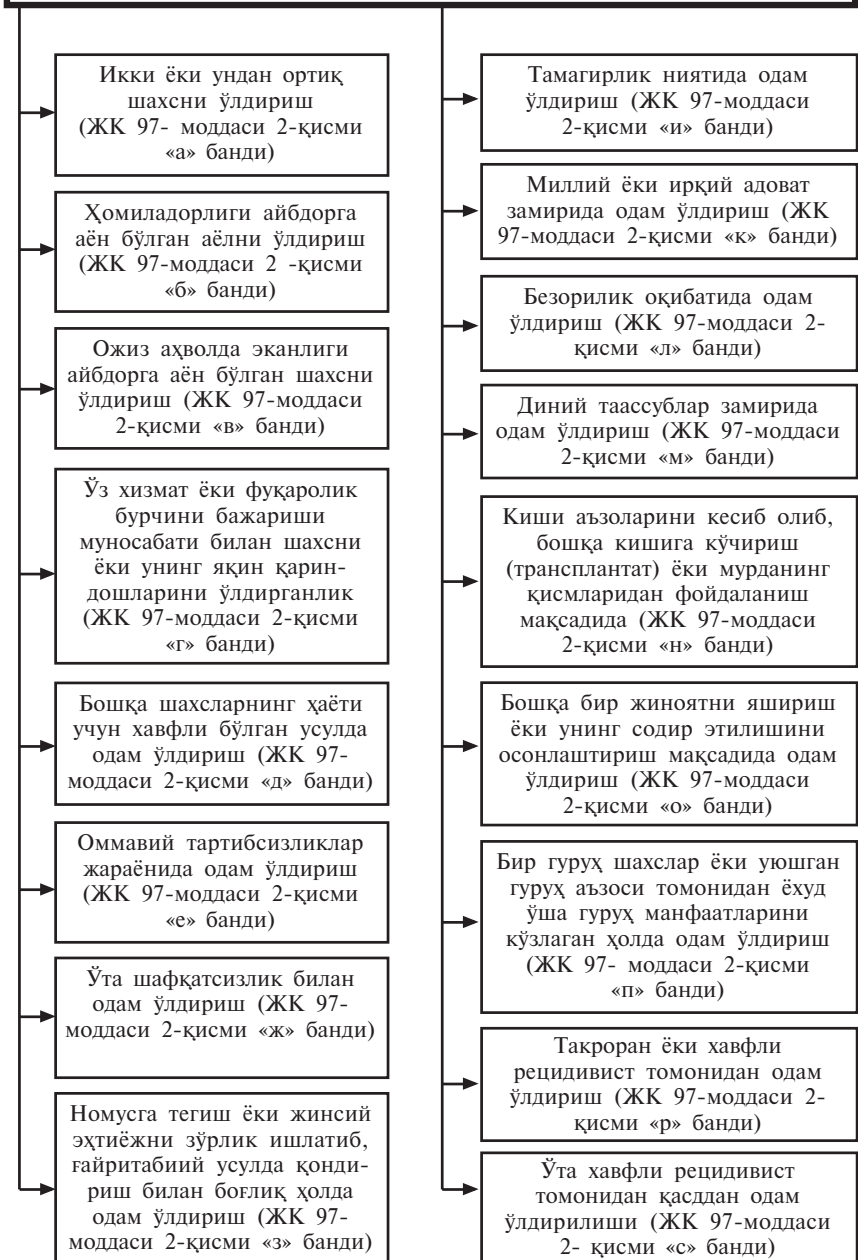 Икки ёки ундан ортиқ
шахсни ўлдириш
(ЖК 97- моддаси 2-қисми
«а» банди)
Ҳомиладорлиги айбдорга
аён бўлган аёлни ўлдириш
(ЖК 97-моддаси 2 -қисми
«б» банди)
Ожиз аҳволда эканлиги
айбдорга аён бўлган шахсни
ўлдириш (ЖК 97-моддаси
2-қисми «в» банди)
Ўз хизмат ёки фуқаролик
бурчини бажариши
муносабати билан шахсни
ёки унинг яқин қарин-
дошларини ўлдирганлик
(ЖК 97-моддаси 2-қисми
«г» банди)
Бошқа шахсларнинг ҳаёти
учун хавфли бўлган усулда
одам ўлдириш (ЖК 97-
моддаси 2-қисми «д» банди)
Оммавий тартибсизликлар
жараёнида одам ўлдириш
(ЖК 97-моддаси 2-қисми
«е» банди)
Ўта шафқатсизлик билан
одам ўлдириш (ЖК 97-
моддаси 2-қисми «ж» банди)
Номусга тегиш ёки жинсий
эҳтиёжни зўрлик ишлатиб,
ғайритабиий усулда қонди-
риш билан боғлиқ ҳолда
одам ўлдириш (ЖК 97-
моддаси 2-қисми «з» банди)
Тамагирлик ниятида одам
ўлдириш (ЖК 97-моддаси
2-қисми «и» банди)
Миллий ёки ирқий адоват
замирида одам ўлдириш (ЖК
97-моддаси 2-қисми «к» банди)
Безорилик оқибатида одам
ўлдириш (ЖК 97-моддаси 2-
қисми «л» банди)
Диний таассублар замирида
одам ўлдириш (ЖК 97-моддаси
2-қисми «м» банди)
Киши аъзоларини кесиб олиб,
бошқа кишига кўчириш
(трансплантат) ёки мурданинг
қисмларидан фойдаланиш
мақсадида (ЖК 97-моддаси
2-қисми «н» банди)
Бошқа бир жиноятни яшириш
ёки унинг содир этилишини
осонлаштириш мақсадида одам
ўлдириш (ЖК 97-моддаси
2-қисми «о» банди)
Бир гуруҳ шахслар ёки уюшган
гуруҳ аъзоси томонидан ёхуд
ўша гуруҳ манфаатларини
кўзлаган ҳолда одам ўлдириш
(ЖК 97- моддаси 2-қисми
«п» банди)
Такроран ёки хавфли
рецидивист томонидан одам
ўлдириш (ЖК 97-моддаси 2-
қисми «р» банди)
Ўта хавфли рецидивист
томонидан қасддан одам
ўлдирилиши (ЖК 97-моддаси
2- қисми «с» банди)